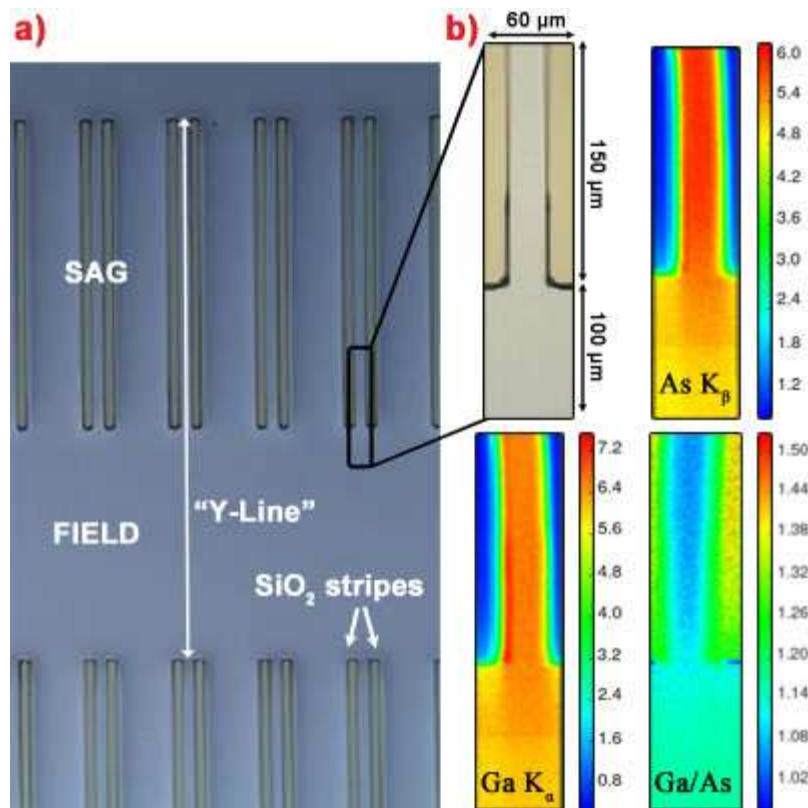 a)
SAG
FIELD
"Y-Line"
SiO₂ stripes
b)
60 µm
150 µm
100 µm
As Kᵦ
6.0
5.4
4.8
4.2
3.6
3.0
2.4
1.8
1.2
Ga Kₐ
7.2
6.4
5.6
4.8
4.0
3.2
2.4
1.6
0.8
Ga/As
1.50
1.44
1.38
1.32
1.26
1.20
1.14
1.08
1.02